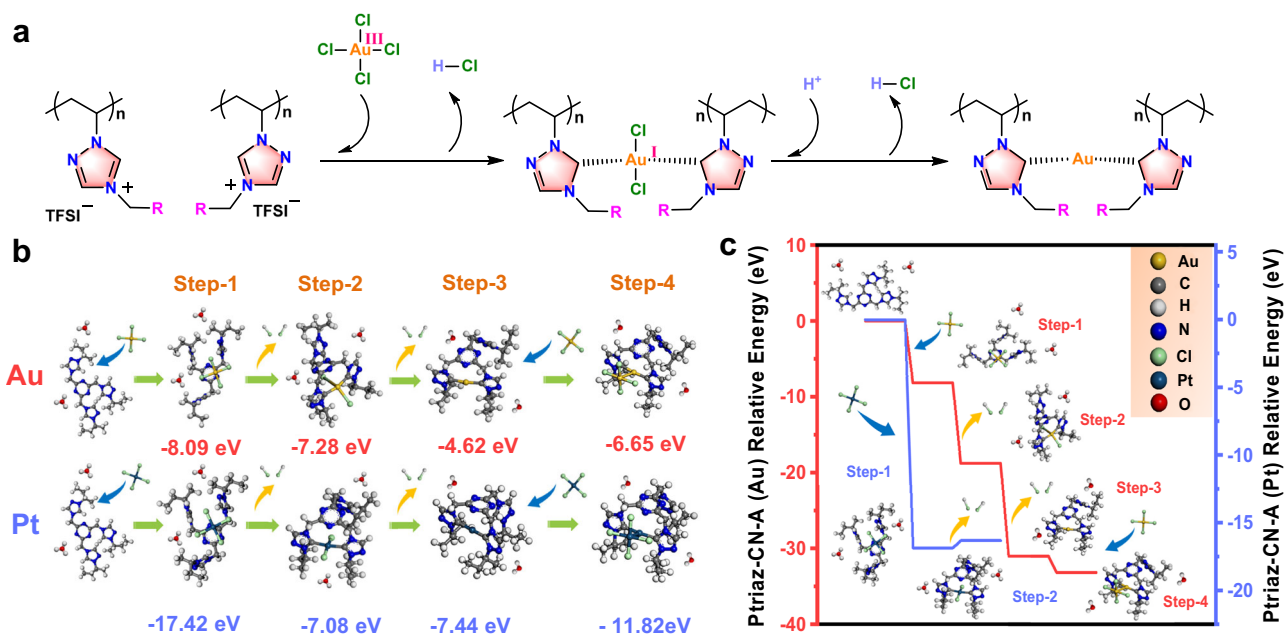 a
Cl
Cl
Au
III
Cl
Cl
H
Cl
H+
H
Cl
n
n
n
n
n
n
Cl
Au
I
Cl
Au
N
N
N
+
N
N
N
+
N
N
N
N
N
N
N
N
N
N
N
N
TFSI−
R
R
TFSI−
R
R
R
R
b
Step-1 Step-2 Step-3 Step-4
Au
-8.09 eV -7.28 eV -4.62 eV -6.65 eV
Pt
-17.42 eV -7.08 eV -7.44 eV - 11.82eV
c
Ptriaz-CN-A (Au) Relative Energy (eV)
10
0
-10
-20
-30
-40
Step-1
Step-2
Step-1
Step-3
Step-2
Step-4
Au
C
H
N
Cl
Pt
O
5
0
-5
-10
-15
-20
Ptriaz-CN-A (Pt) Relative Energy (eV)